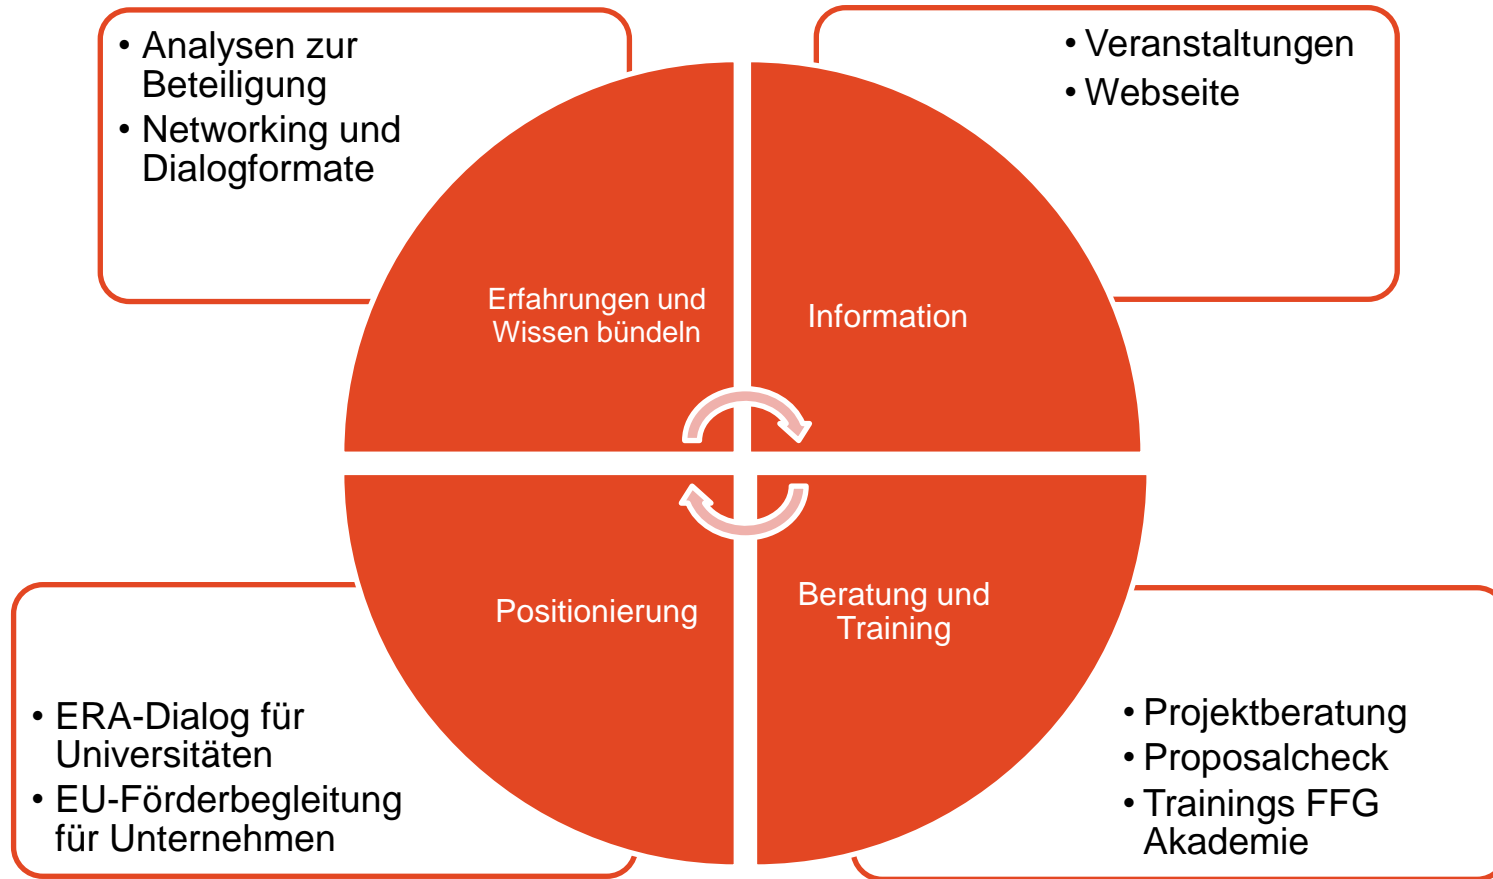 • Analysen zur
Beteiligung
• Networking und
Dialogformate
• Veranstaltungen
• Webseite
Erfahrungen und
Wissen bündeln
Information
Positionierung
Beratung und
Training
• ERA-Dialog für
Universitäten
• EU-Förderbegleitung
für Unternehmen
• Projektberatung
• Proposalcheck
• Trainings FFG
Akademie